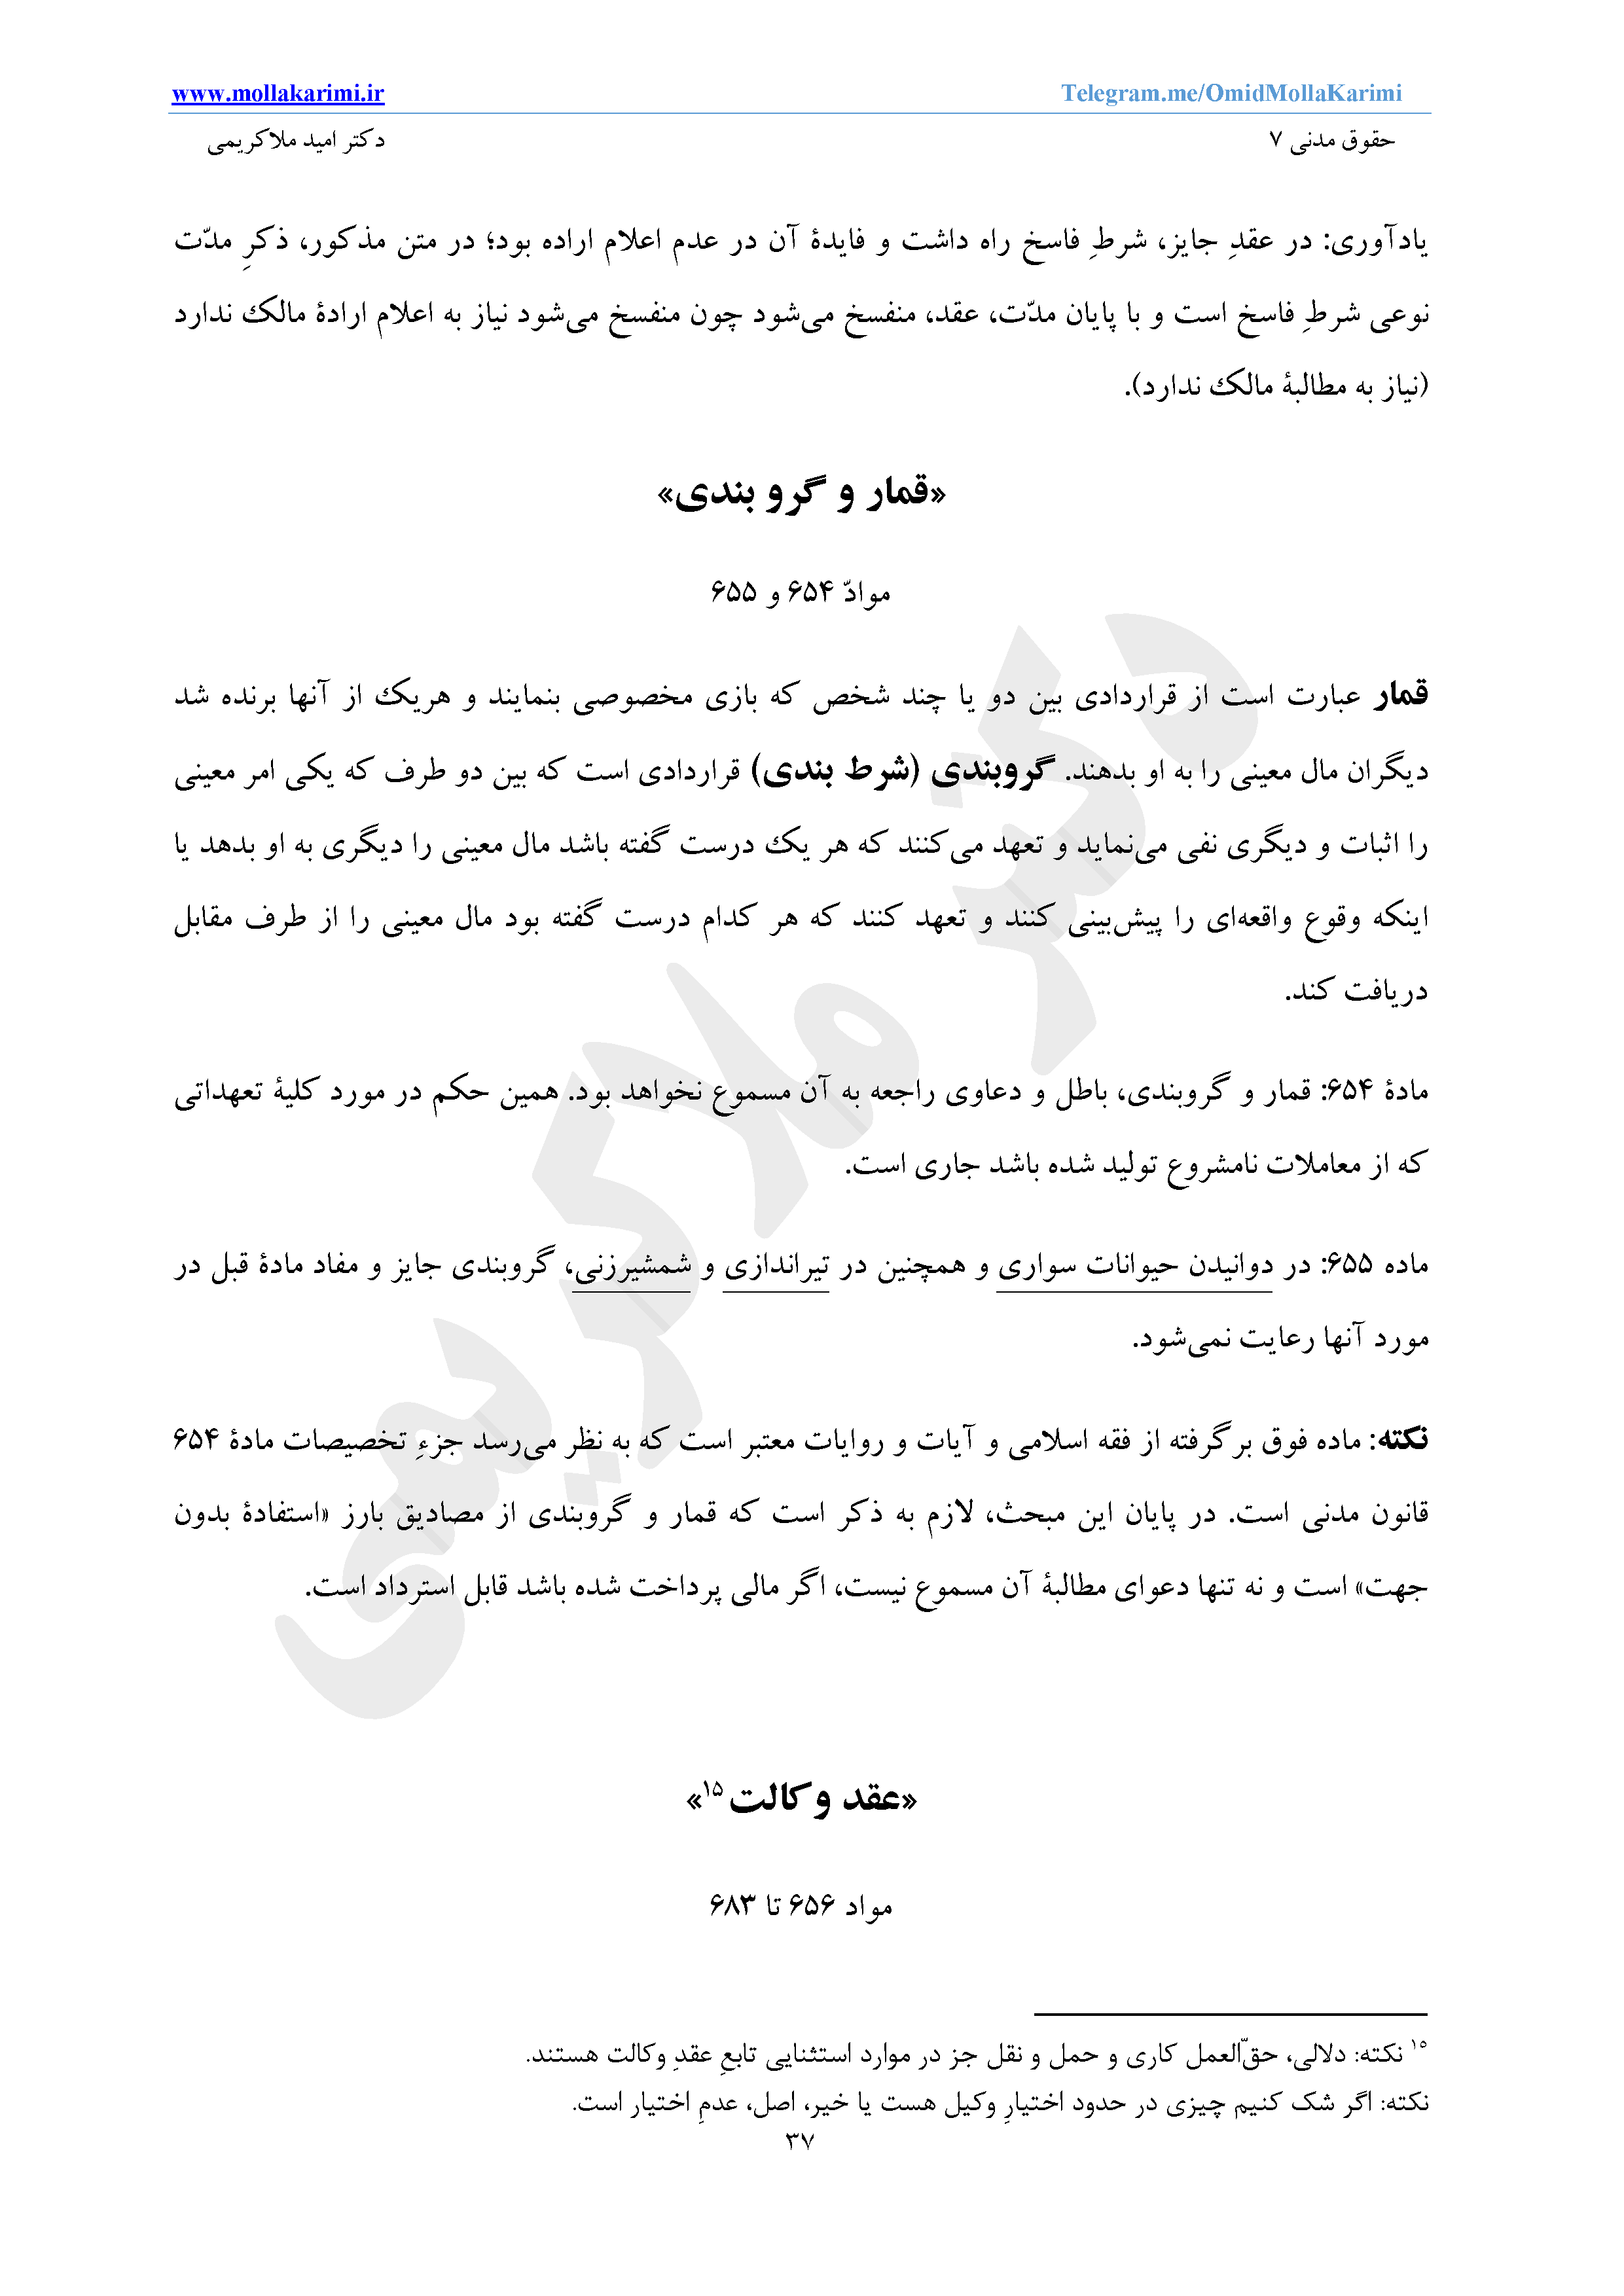 www.mollakarimi.ir Telegram.me/OmidMollaKarimi
حقوق مدنی ۷ دکتر امید ملاکریمی
یادآوری: در عقدِ جایز، شرطِ فاسخ راه داشت و فایدۀ آن در عدم اعلام اراده بود؛ در متن مذکور، ذکرِ مدّت
نوعی شرطِ فاسخ است و با پایان مدّت، عقد، منفسخ می‌شود چون منفسخ می‌شود نیاز به اعلام ارادۀ مالک ندارد
(نیاز به مطالبۀ مالک ندارد).
«قمار و گرو بندی»
موادّ ۶۵۴ و ۶۵۵
قمار عبارت است از قراردادی بین دو یا چند شخص که بازی مخصوصی بنمایند و هریک از آنها برنده شد
دیگران مال معینی را به او بدهند. گروبندی (شرط بندی) قراردادی است که بین دو طرف که یکی امر معینی
را اثبات و دیگری نفی می‌نماید و تعهد می‌کنند که هر یک درست گفته باشد مال معینی را دیگری به او بدهد یا
اینکه وقوع واقعه‌ای را پیش‌بینی کنند و تعهد کنند که هر کدام درست گفته بود مال معینی را از طرف مقابل
دریافت کند.
مادۀ ۶۵۴: قمار و گروبندی، باطل و دعاوی راجعه به آن مسموع نخواهد بود. همین حکم در مورد کلیۀ تعهداتی
که از معاملات نامشروع تولید شده باشد جاری است.
ماده ۶۵۵: در دوانیدن حیوانات سواری و همچنین در تیراندازی و شمشیرزنی، گروبندی جایز و مفاد مادۀ قبل در
مورد آنها رعایت نمی‌شود.
نکته: ماده فوق برگرفته از فقه اسلامی و آیات و روایات معتبر است که به نظر می‌رسد جزءِ تخصیصات مادۀ ۶۵۴
قانون مدنی است. در پایان این مبحث، لازم به ذکر است که قمار و گروبندی از مصادیق بارز «استفادۀ بدون
جهت» است و نه تنها دعوای مطالبۀ آن مسموع نیست، اگر مالی پرداخت شده باشد قابل استرداد است.
«عقد وکالت۱۵»
مواد ۶۵۶ تا ۶۸۳
۱۵ نکته: دلالی، حقّ‌العمل کاری و حمل و نقل جز در موارد استثنایی تابعِ عقدِ وکالت هستند.
نکته: اگر شک کنیم چیزی در حدود اختیارِ وکیل هست یا خیر، اصل، عدمِ اختیار است.
۳۷
دکتر ملاکریمی